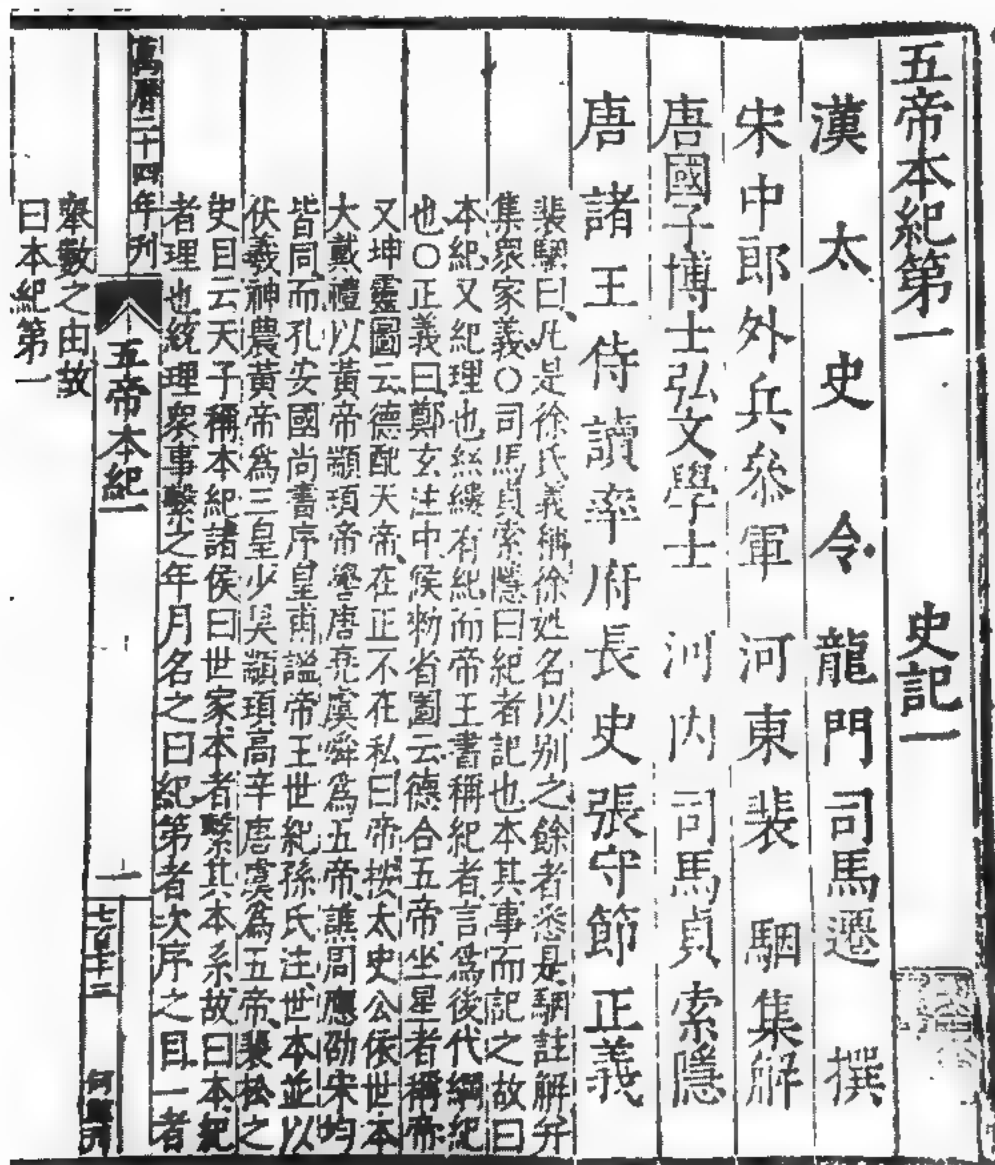 五帝本紀第一 史記一
漢太史令龍門司馬遷撰
宋中郎外兵叅軍河東裴駰集解
唐國子博士弘文學士河內司馬貞索隱
唐諸王侍讀率府長史張守節正義
裴駰曰、凡是徐氏義稱徐姓名以别之餘者悉是駰註解并
集衆家義〇司馬貞索隱曰紀者記也本其事而記之故曰
本紀又紀理也絲縷有紀而帝王書稱紀者言爲後代綱紀
也〇正義曰鄭玄注中候勑省圖云德合五帝坐星者稱帝
又坤靈圖云德配天帝、在正不在私曰帝按太史公依世本
大戴禮以黃帝顓頊帝嚳唐堯虞舜爲五帝、譙周應劭宋均
皆同、而孔安國尚書序皇甫謐帝王世紀孫氏注、世本並以
伏羲神農黃帝爲三皇少昊顓頊高辛唐虞爲五帝、裴松之
史目云天子稱本紀諸侯曰世家本者繫其本系、故曰本紀
者理也統理衆事繫之年月名之曰紀第者次序之目一者
萬曆二十四年刊 五帝本紀一 一
舉數之由、故
曰本紀第一